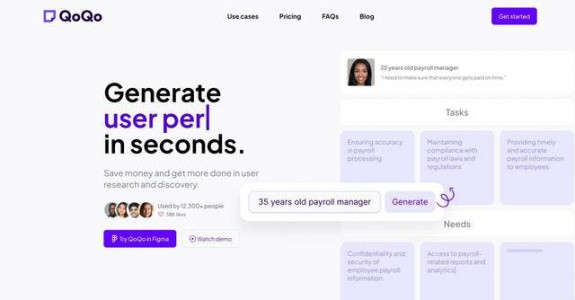 QoQo
Use cases
Pricing
FAQs
Blog
Get started
Generate
user per
in seconds.
Save money and get more done in user
research and discovery.
Used by 12,300+ people
386 likes
Try QoQo in Figma
Watch demo
35 years old payroll manager
"I need to make sure that everyone gets paid on time."
Tasks
Ensuring accuracy
in payroll
processing.
Maintaining
compliance with
payroll laws and
regulations
Providing timely
and accurate
payroll information
to employees
35 years old payroll manager
Generate
Needs
Confidentiality and
security of
employee payroll
information.
Access to payroll-
related reports and
analytics